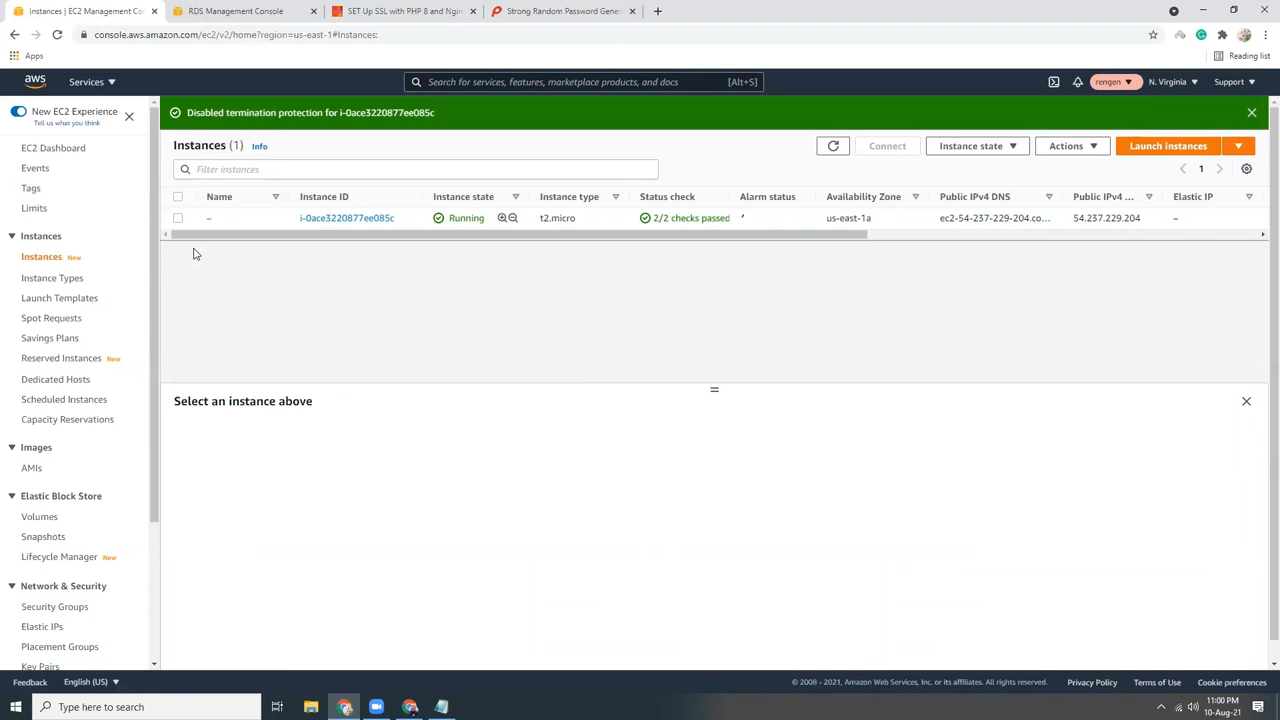 Instances | EC2 Management Co
RDS Management Console
SET Up SSL with PHP 8 and Ngin
Strong Random Password Gener
console.aws.amazon.com/ec2/v2/home?region=us-east-1#Instances:
Apps
Reading list
aws
Services
Search for services, features, marketplace products, and docs
[Alt+S]
rengen
N. Virginia
Support
New EC2 Experience
Tell us what you think
Disabled termination protection for i-0ace3220877ee085c
EC2 Dashboard
Events
Tags
Limits
Instances
Instances New
Instance Types
Launch Templates
Spot Requests
Savings Plans
Reserved Instances New
Dedicated Hosts
Scheduled Instances
Capacity Reservations
Images
AMIs
Elastic Block Store
Volumes
Snapshots
Lifecycle Manager New
Network & Security
Security Groups
Elastic IPs
Placement Groups
Key Pairs
Instances (1) Info
Connect
Instance state
Actions
Launch instances
Filter instances
1
Name
Instance ID
Instance state
Instance type
Status check
Alarm status
Availability Zone
Public IPv4 DNS
Public IPv4 ...
Elastic IP
–
i-0ace3220877ee085c
Running
t2.micro
2/2 checks passed
us-east-1a
ec2-54-237-229-204.co...
54.237.229.204
–
Select an instance above
Feedback
English (US)
© 2008 - 2021, Amazon Web Services, Inc. or its affiliates. All rights reserved.
Privacy Policy
Terms of Use
Cookie preferences
Type here to search
11:00 PM
10-Aug-21